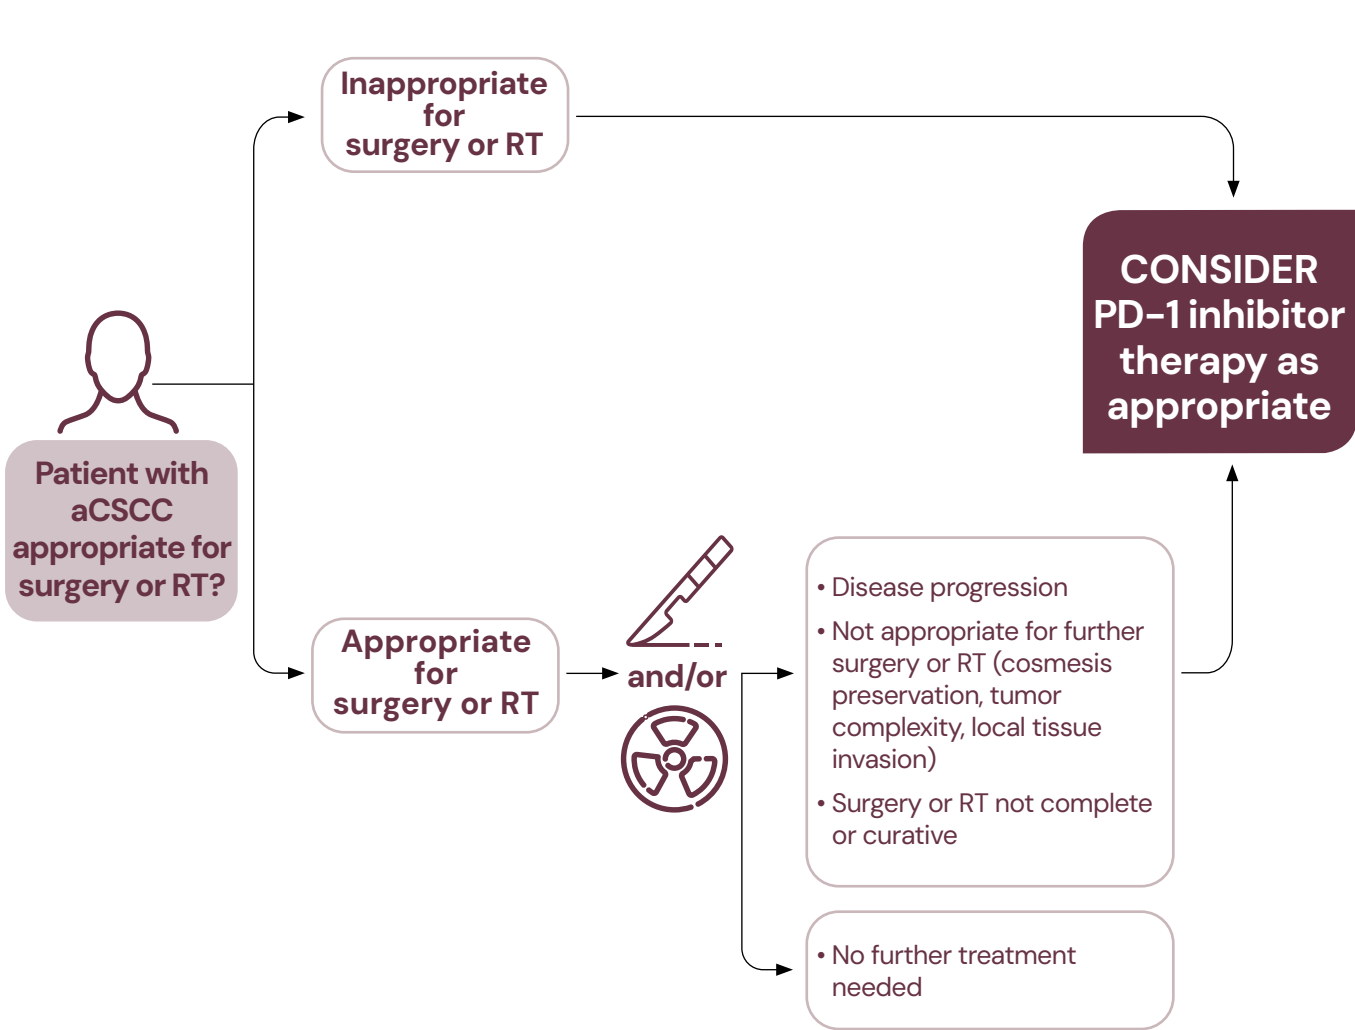 Inappropriate
for
surgery or RT
CONSIDER
PD-1 inhibitor
therapy as
appropriate
Patient with
aCSCC
appropriate for
surgery or RT?
Appropriate
for
surgery or RT
and/or
• Disease progression
• Not appropriate for further
surgery or RT (cosmesis
preservation, tumor
complexity, local tissue
invasion)
• Surgery or RT not complete
or curative
• No further treatment
needed